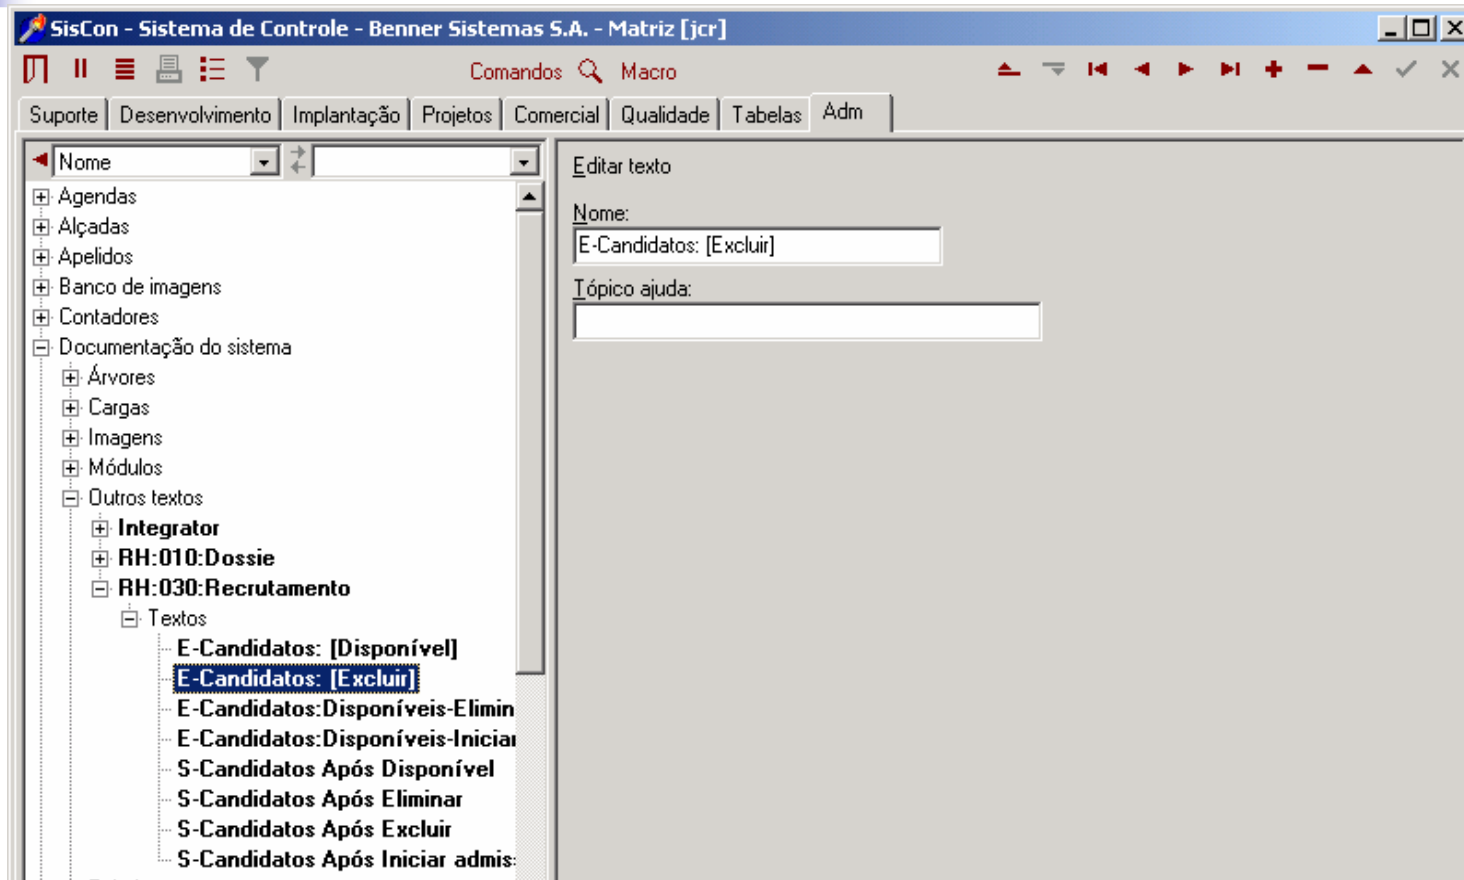 SisCon - Sistema de Controle - Benner Sistemas S.A. - Matriz [jcr]
Comandos Macro
Suporte Desenvolvimento Implantação Projetos Comercial Qualidade Tabelas Adm
Nome
Editar texto
Nome:
E-Candidatos: [Excluir]
Tópico ajuda:
Agendas
Alçadas
Apelidos
Banco de imagens
Contadores
Documentação do sistema
Árvores
Cargas
Imagens
Módulos
Outros textos
Integrator
RH:010:Dossie
RH:030:Recrutamento
Textos
E-Candidatos: [Disponível]
E-Candidatos: [Excluir]
E-Candidatos:Disponíveis-Elimin
E-Candidatos:Disponíveis-Iniciar
S-Candidatos Após Disponível
S-Candidatos Após Eliminar
S-Candidatos Após Excluir
S-Candidatos Após Iniciar admis